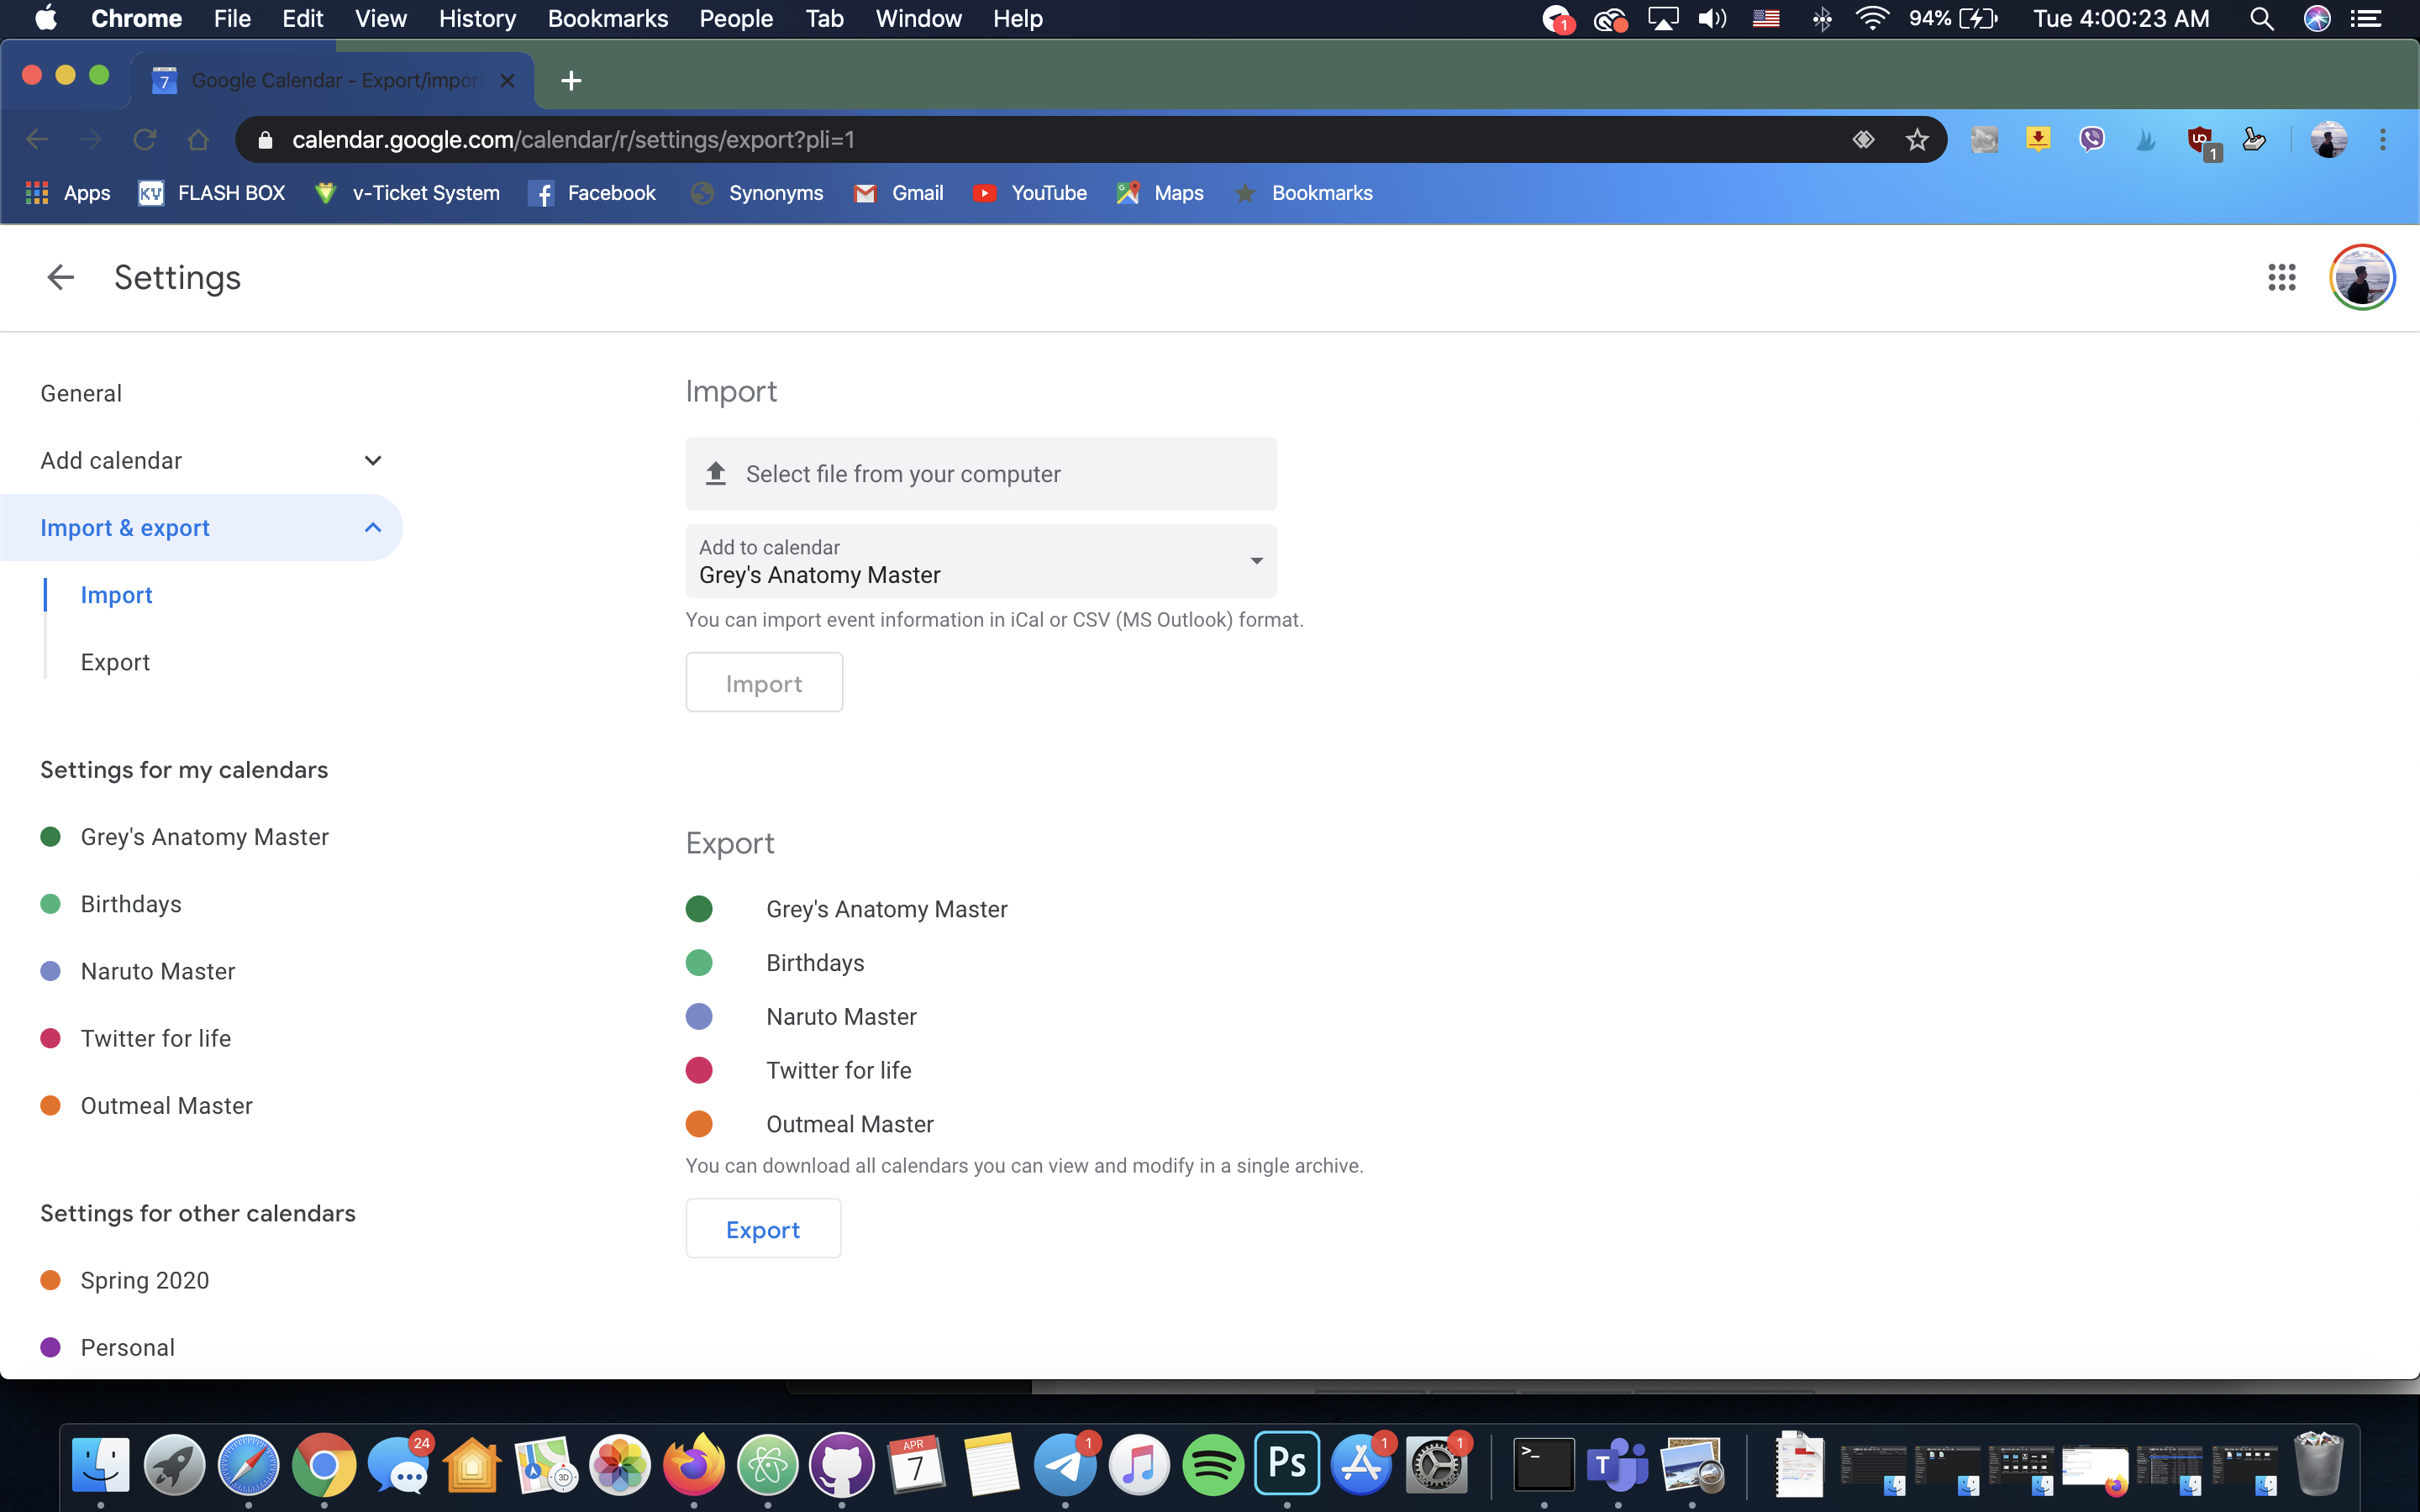 Chrome File Edit View History Bookmarks People Tab Window Help
1 94% Tue 4:00:23 AM
7 Google Calendar - Export/impor
calendar.google.com/calendar/r/settings/export?pli=1
1
Apps KV FLASH BOX v-Ticket System Facebook Synonyms Gmail YouTube Maps Bookmarks
Settings
General
Add calendar
Import & export
Import
Export
Settings for my calendars
Grey's Anatomy Master
Birthdays
Naruto Master
Twitter for life
Outmeal Master
Settings for other calendars
Spring 2020
Personal
Import
Select file from your computer
Add to calendar
Grey's Anatomy Master
You can import event information in iCal or CSV (MS Outlook) format.
Import
Export
Grey's Anatomy Master
Birthdays
Naruto Master
Twitter for life
Outmeal Master
You can download all calendars you can view and modify in a single archive.
Export
24 3D APR 7 1 Ps 1 1 >_ T